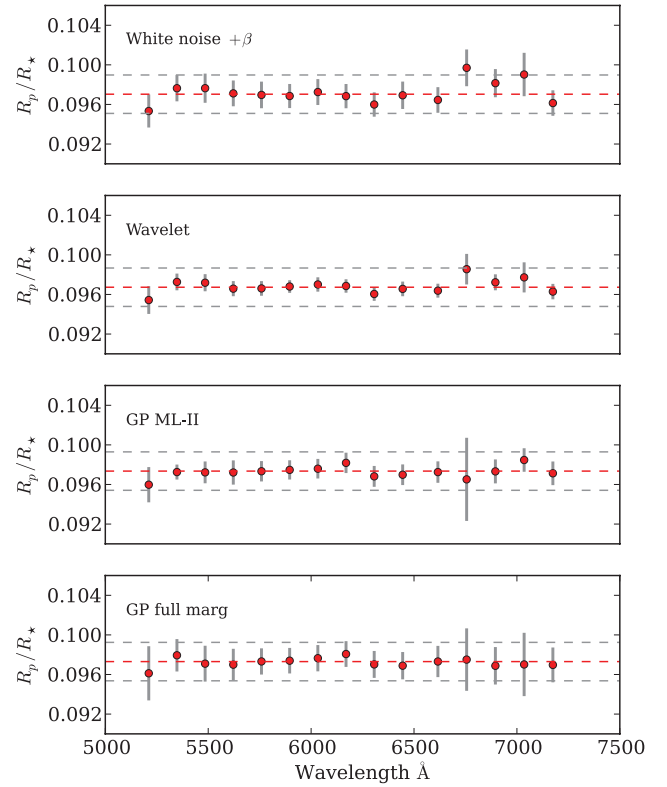 0.104
0.100
0.096
0.092
R_p/R_⋆
White noise +β
0.104
0.100
0.096
0.092
R_p/R_⋆
Wavelet
0.104
0.100
0.096
0.092
R_p/R_⋆
GP ML-II
0.104
0.100
0.096
0.092
R_p/R_⋆
GP full marg
5000 5500 6000 6500 7000 7500
Wavelength Å